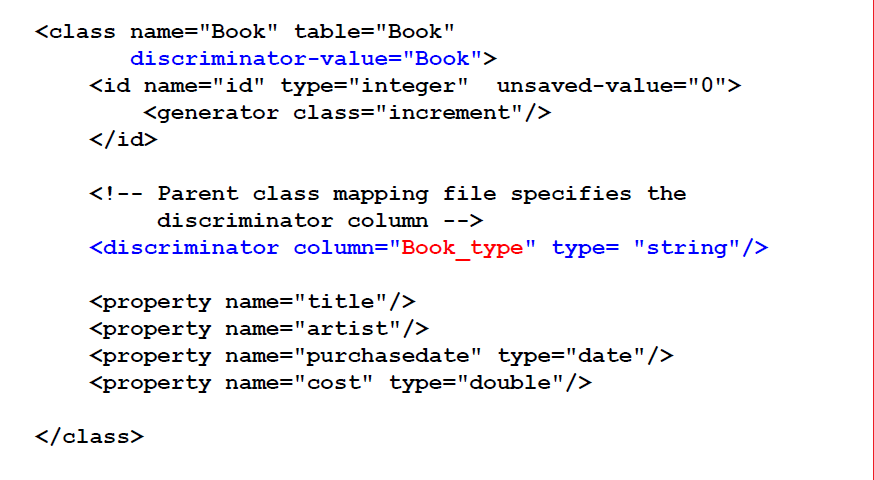 <class name="Book" table="Book"
discriminator-value="Book">
<id name="id" type="integer" unsaved-value="0">
<generator class="increment"/>
</id>
<!-- Parent class mapping file specifies the
discriminator column -->
<discriminator column="Book_type" type= "string"/>
<property name="title"/>
<property name="artist"/>
<property name="purchasedate" type="date"/>
<property name="cost" type="double"/>
</class>